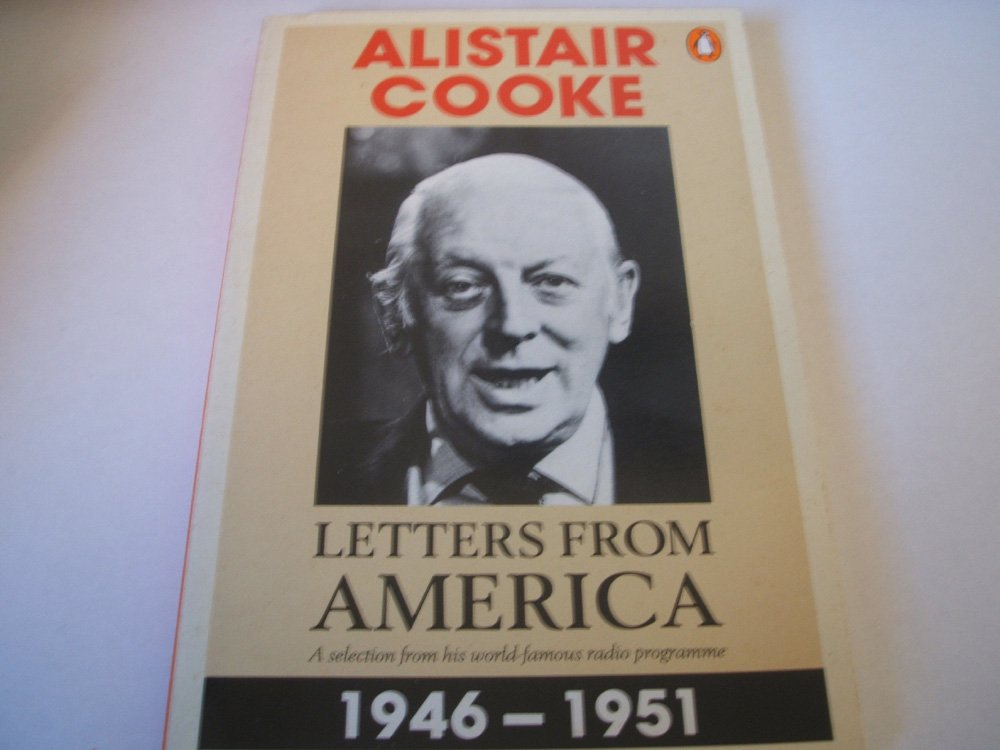 ALISTAIR
COOKE
LETTERS FROM
AMERICA
A selection from his world-famous radio programme
1946 – 1951